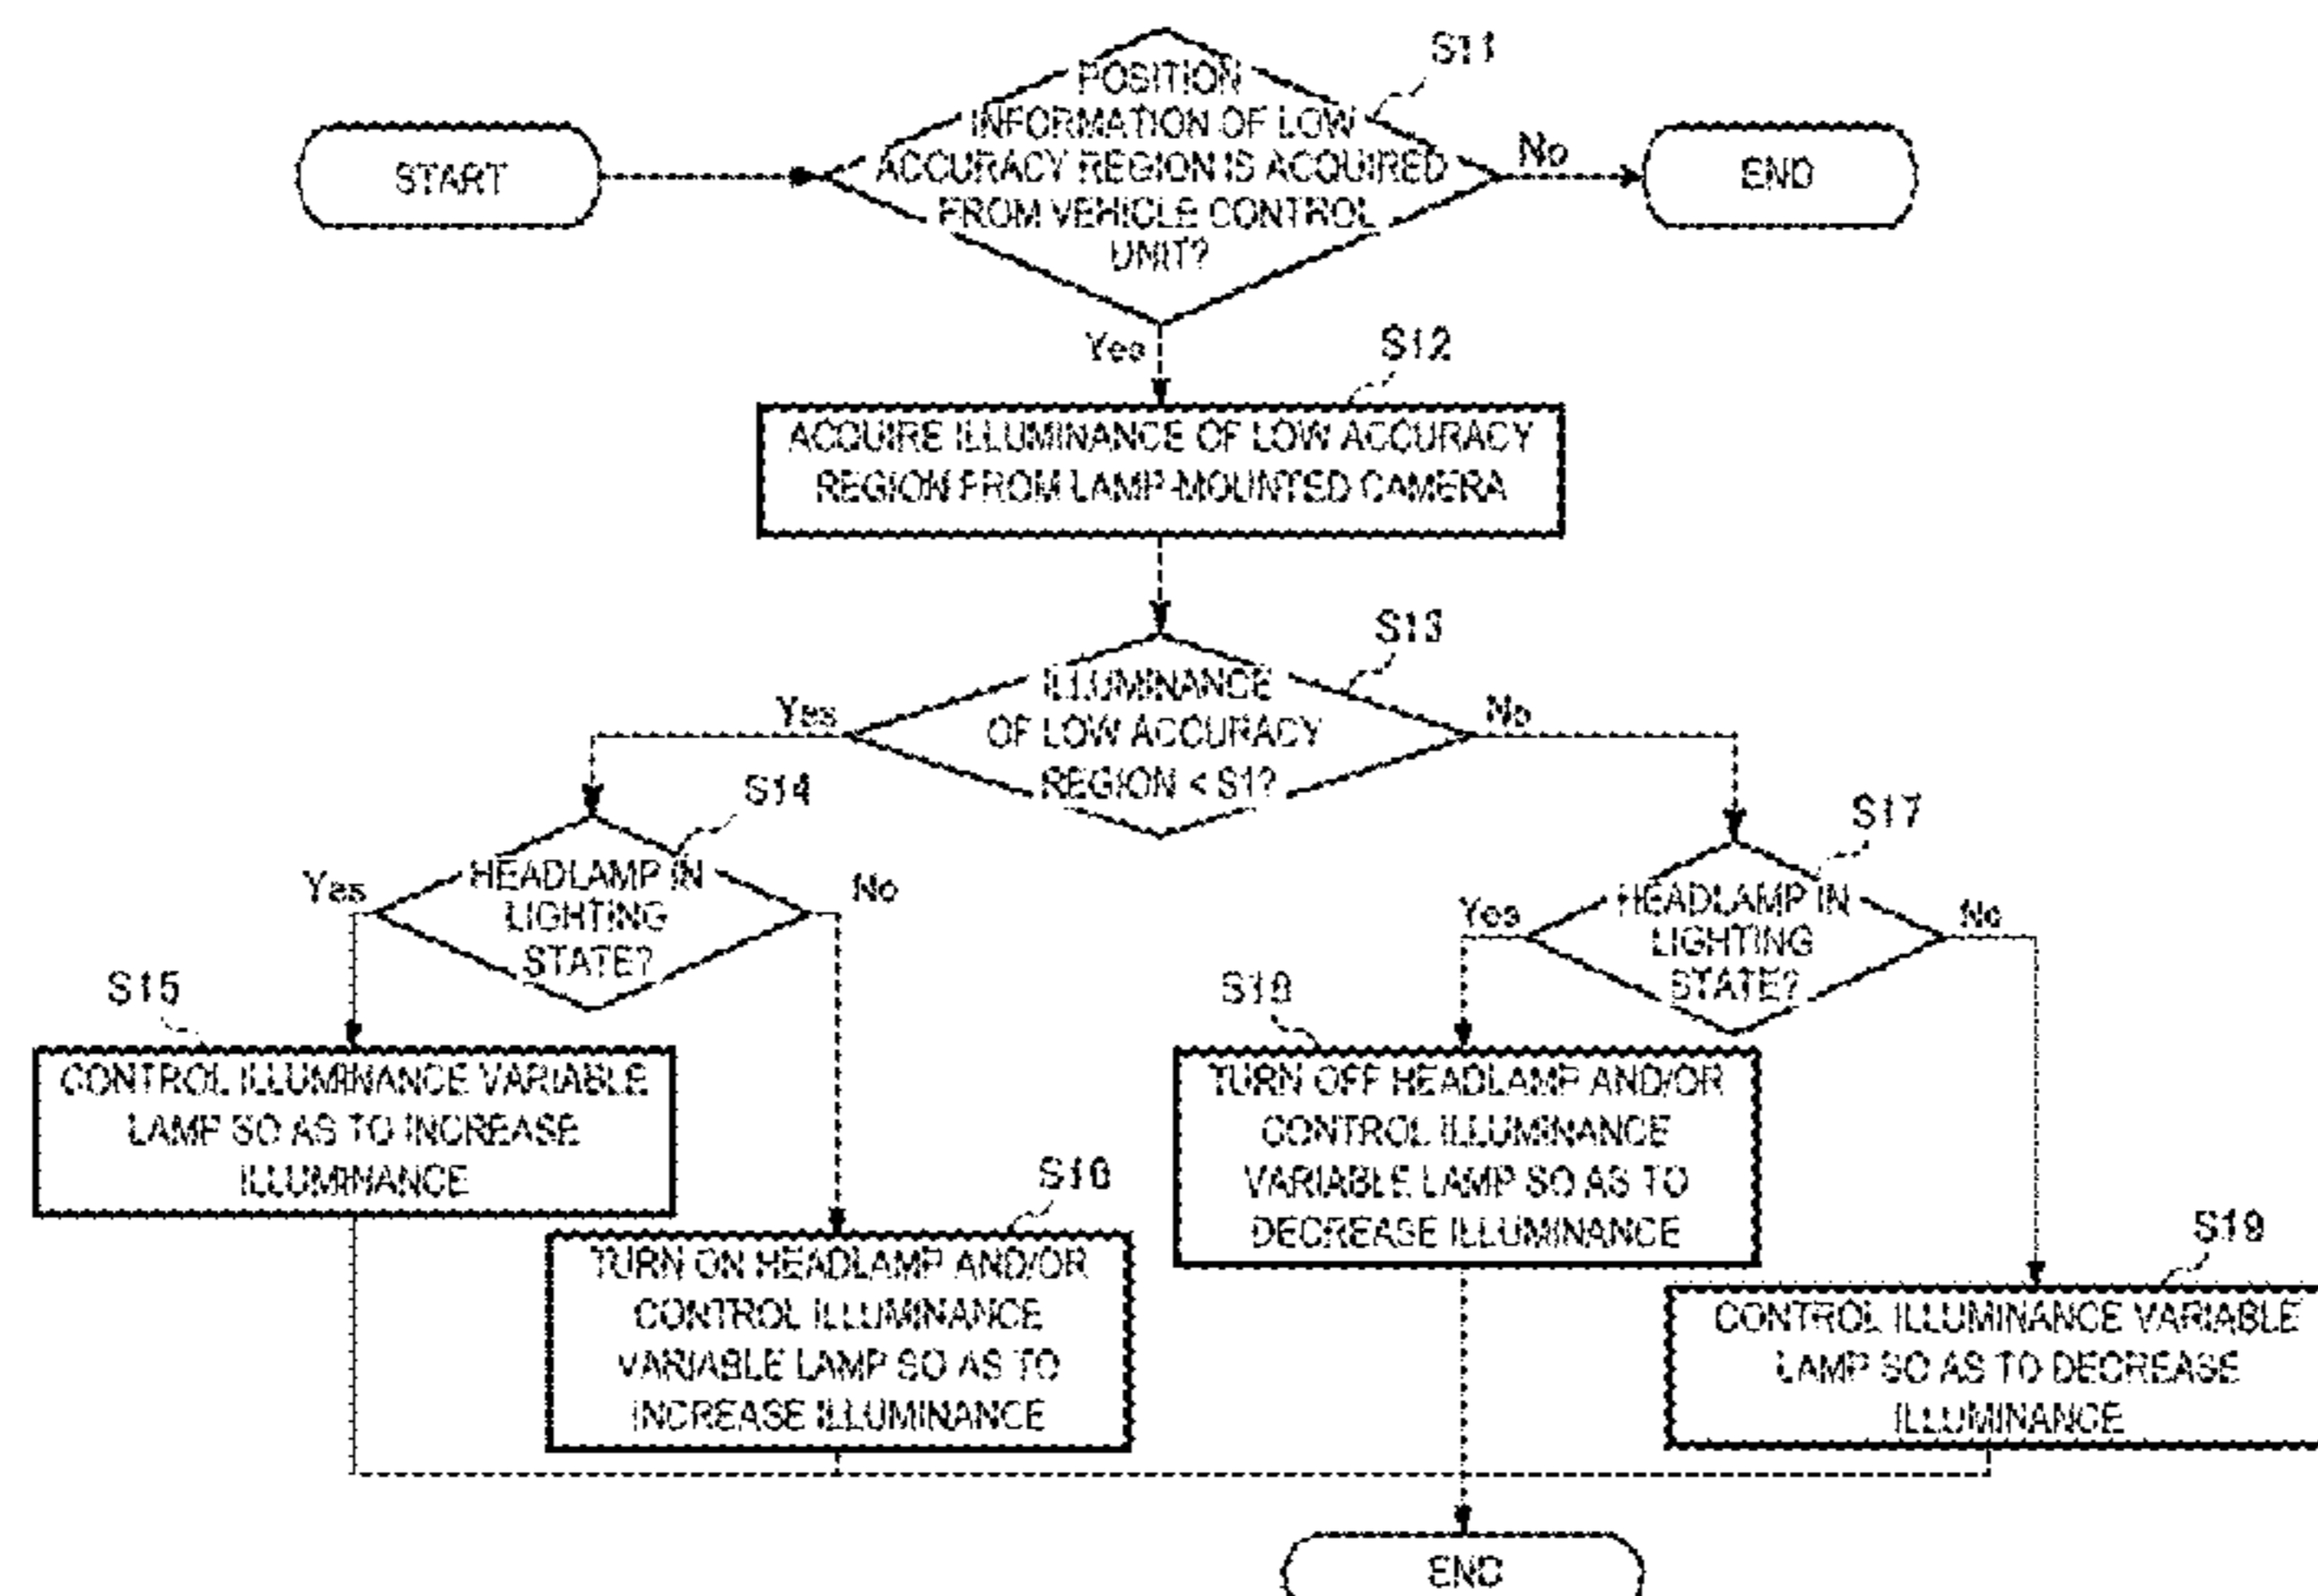 S11
POSITION
INFORMATION OF LOW
ACCURACY REGION IS ACQUIRED
FROM VEHICLE CONTROL
UNIT?
START
No
END
Yes
S12
ACQUIRE ILLUMINANCE OF LOW ACCURACY
REGION FROM LAMP-MOUNTED CAMERA
S13
ILLUMINANCE
OF LOW ACCURACY
REGION < S1?
Yes
No
S14
HEADLAMP IN
LIGHTING
STATE?
Yes
No
S17
HEADLAMP IN
LIGHTING
STATE?
Yes
No
S15
CONTROL ILLUMINANCE VARIABLE
LAMP SO AS TO INCREASE
ILLUMINANCE
S16
TURN ON HEADLAMP AND/OR
CONTROL ILLUMINANCE
VARIABLE LAMP SO AS TO
INCREASE ILLUMINANCE
S18
TURN OFF HEADLAMP AND/OR
CONTROL ILLUMINANCE
VARIABLE LAMP SO AS TO
DECREASE ILLUMINANCE
S19
CONTROL ILLUMINANCE VARIABLE
LAMP SO AS TO DECREASE
ILLUMINANCE
END